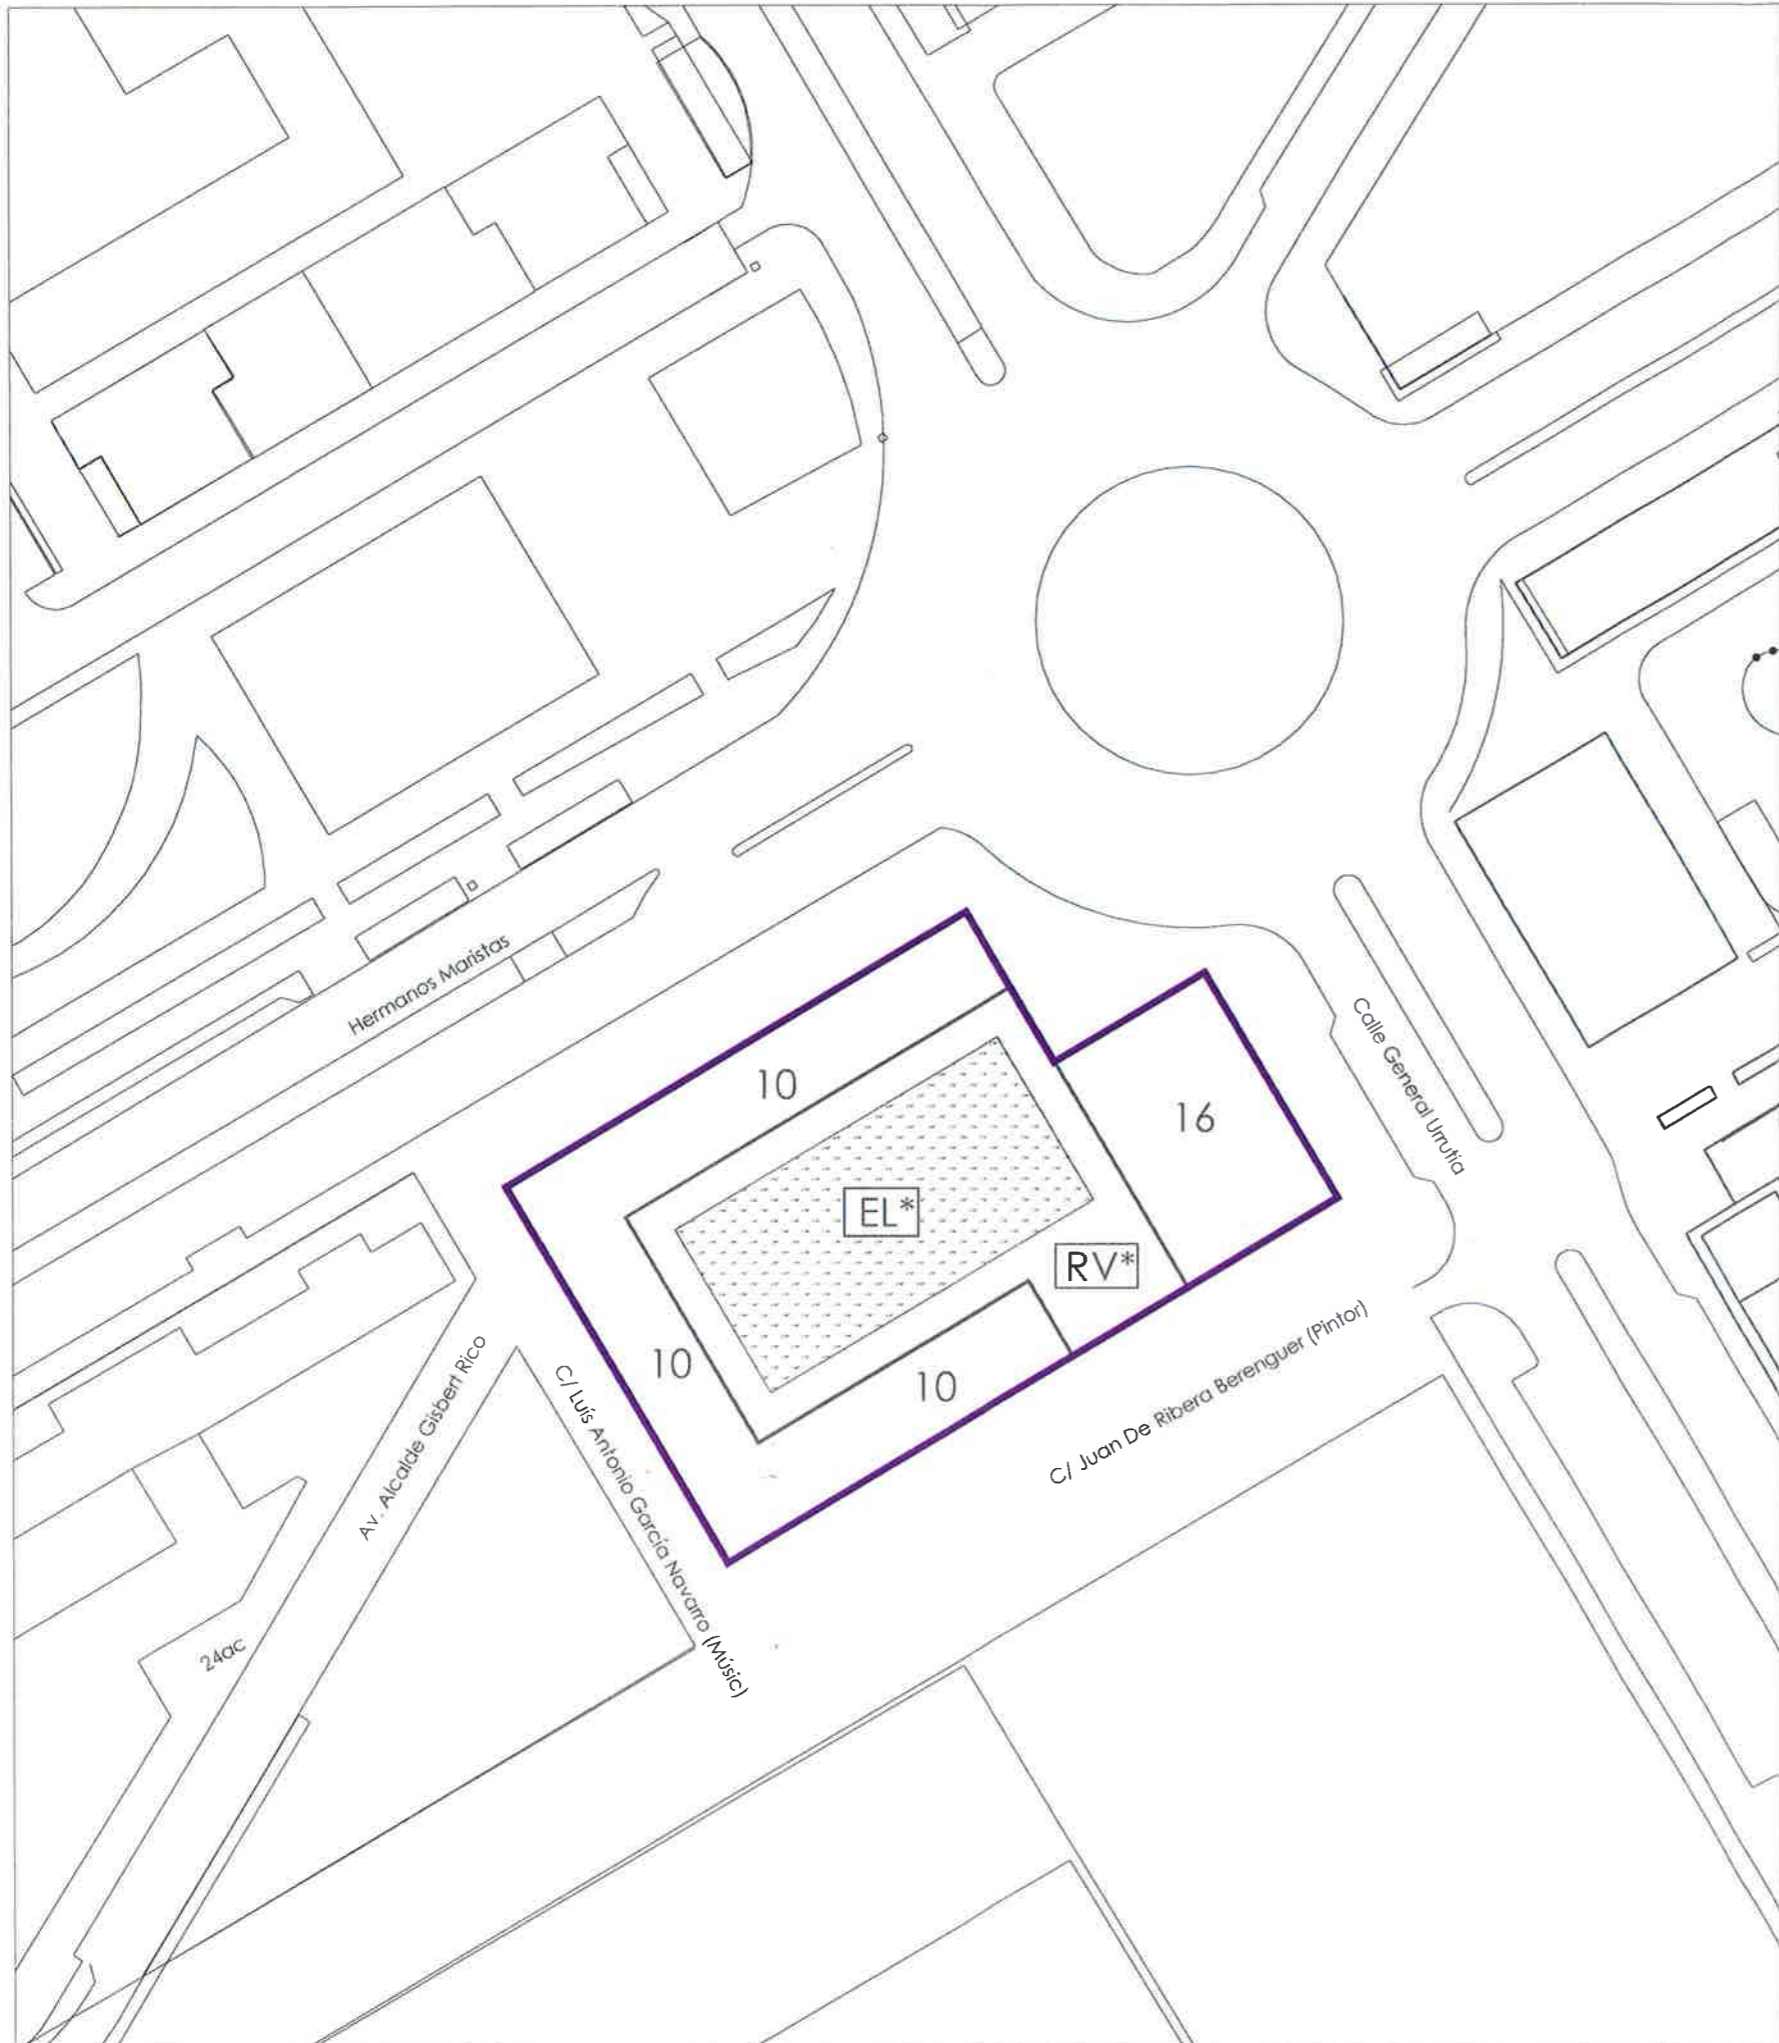 Hermanos Maristas
10
16
Calle General Urrutia
EL*
RV*
10
10
C/ Juan De Ribera Berenguer (Pintor)
Av. Alcalde Gisbert Rico
C/ Luís Antonio García Navarro (Músic)
24ac